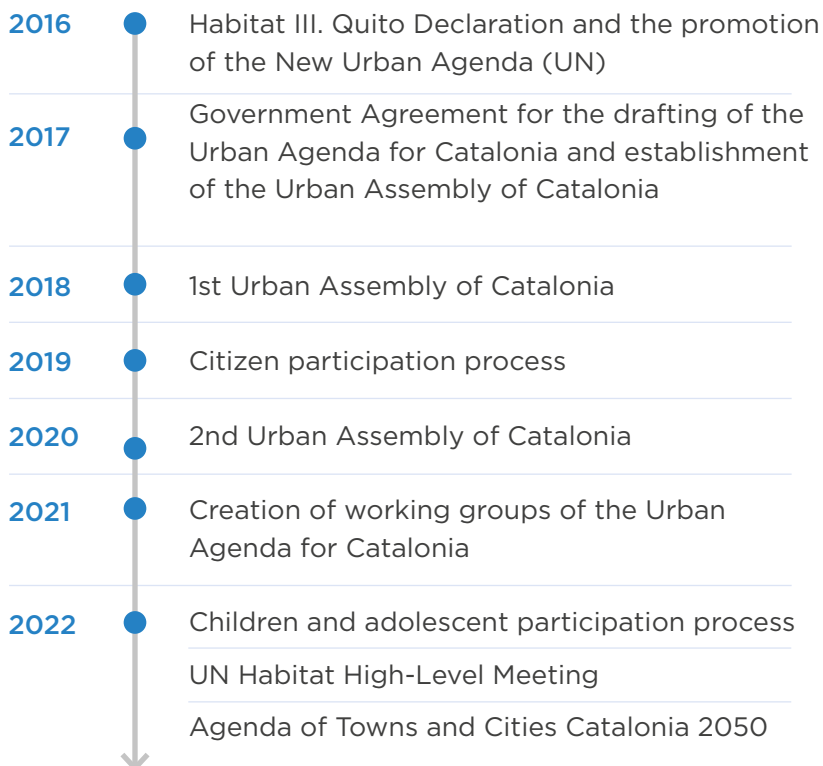 2016 Habitat III. Quito Declaration and the promotion
of the New Urban Agenda (UN)
2017 Government Agreement for the drafting of the
Urban Agenda for Catalonia and establishment
of the Urban Assembly of Catalonia
2018 1st Urban Assembly of Catalonia
2019 Citizen participation process
2020 2nd Urban Assembly of Catalonia
2021 Creation of working groups of the Urban
Agenda for Catalonia
2022 Children and adolescent participation process
UN Habitat High-Level Meeting
Agenda of Towns and Cities Catalonia 2050